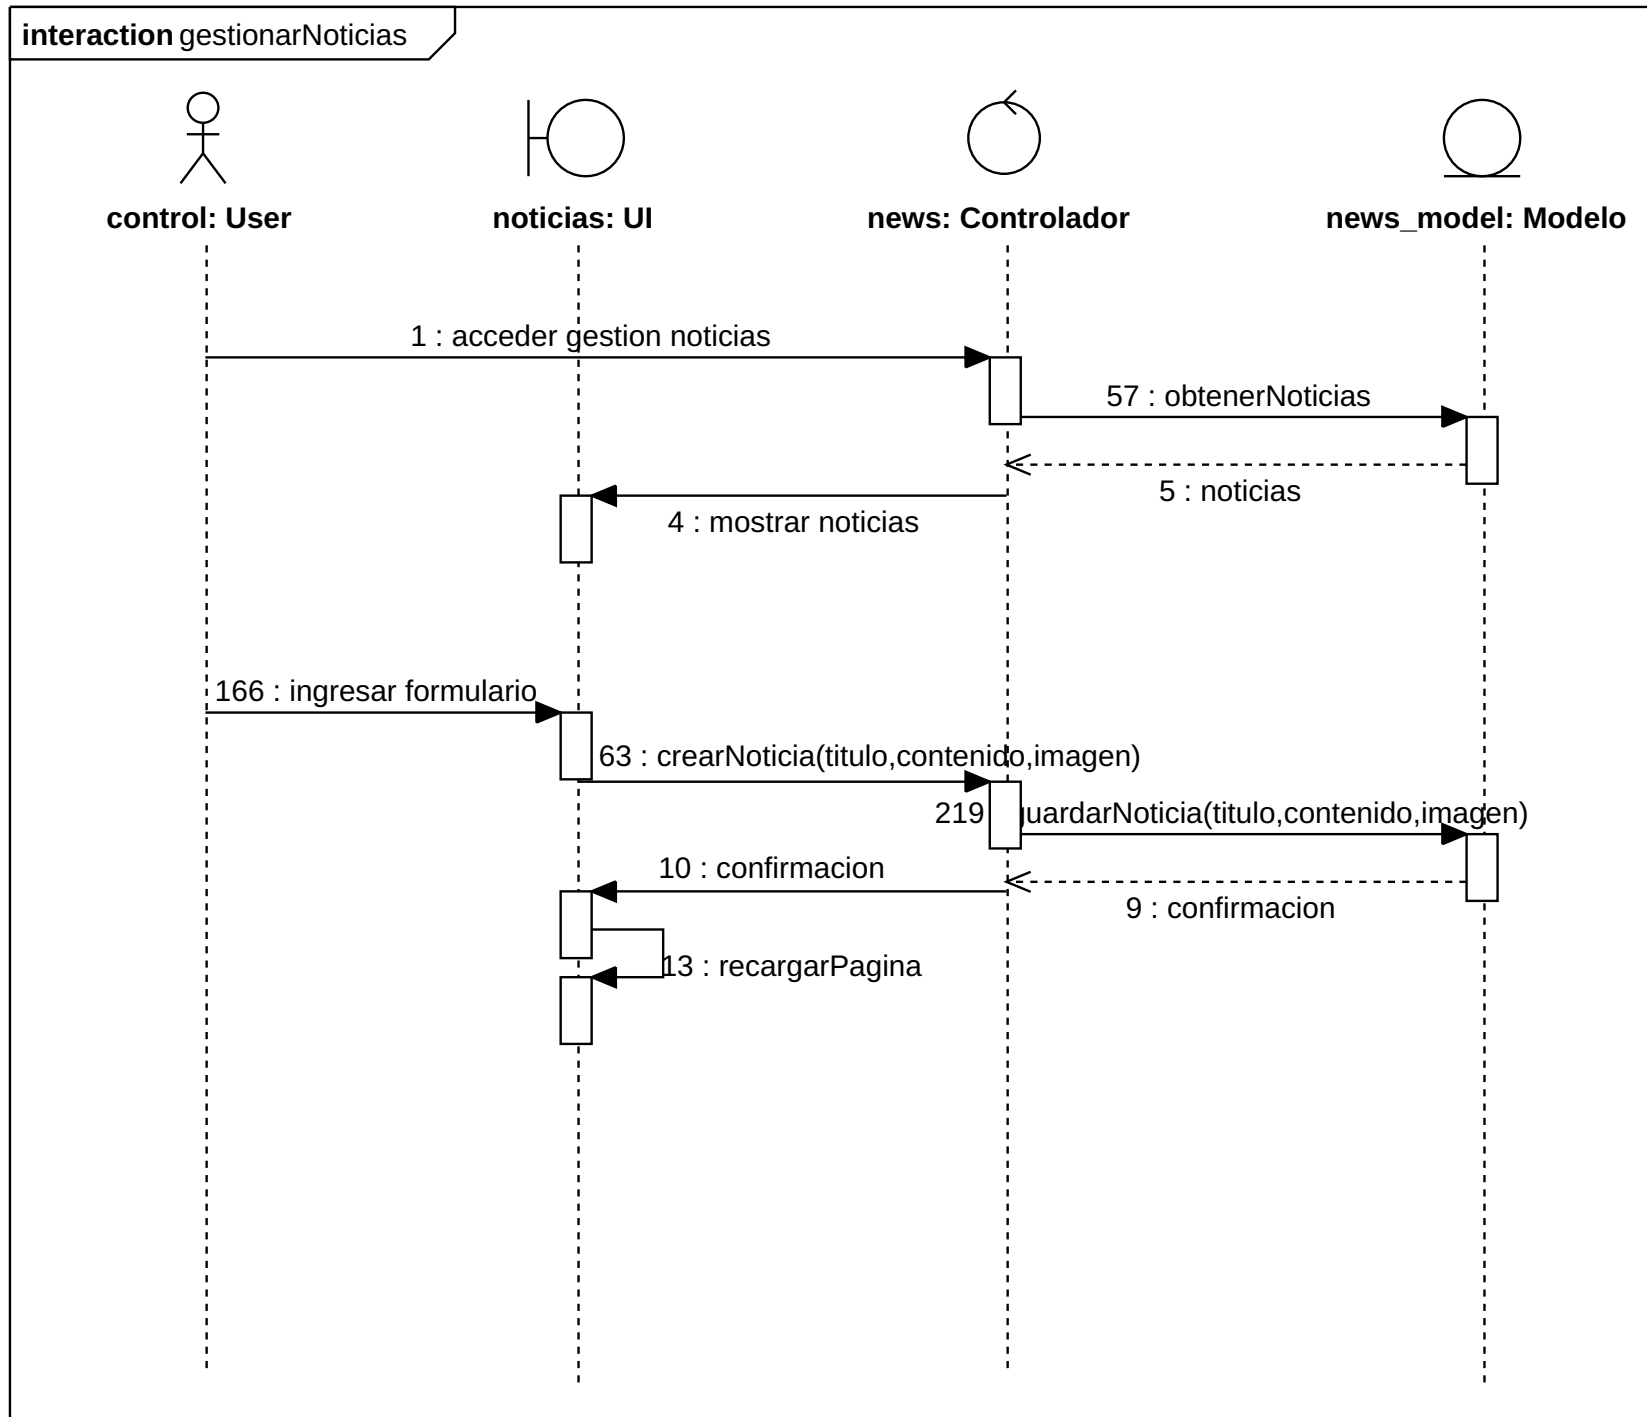 interaction gestionarNoticias
control: User
noticias: UI
news: Controlador
news_model: Modelo
1 : acceder gestion noticias
57 : obtenerNoticias
5 : noticias
4 : mostrar noticias
166 : ingresar formulario
63 : crearNoticia(titulo,contenido,imagen)
219 guardarNoticia(titulo,contenido,imagen)
10 : confirmacion
9 : confirmacion
13 : recargarPagina